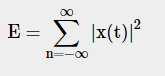 E = ∞∑n=−∞ |x(t)|²